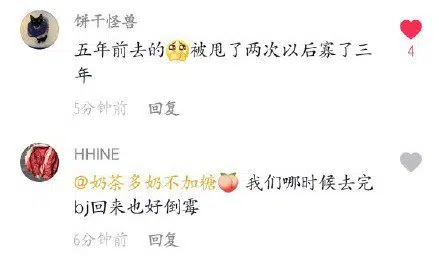 饼干怪兽
五年前去的🫣被甩了两次以后寡了三
年
5分钟前 回复
4
HHINE
@奶茶多奶不加糖🍑 我们哪时候去完
bj回来也好倒霉
6分钟前 回复